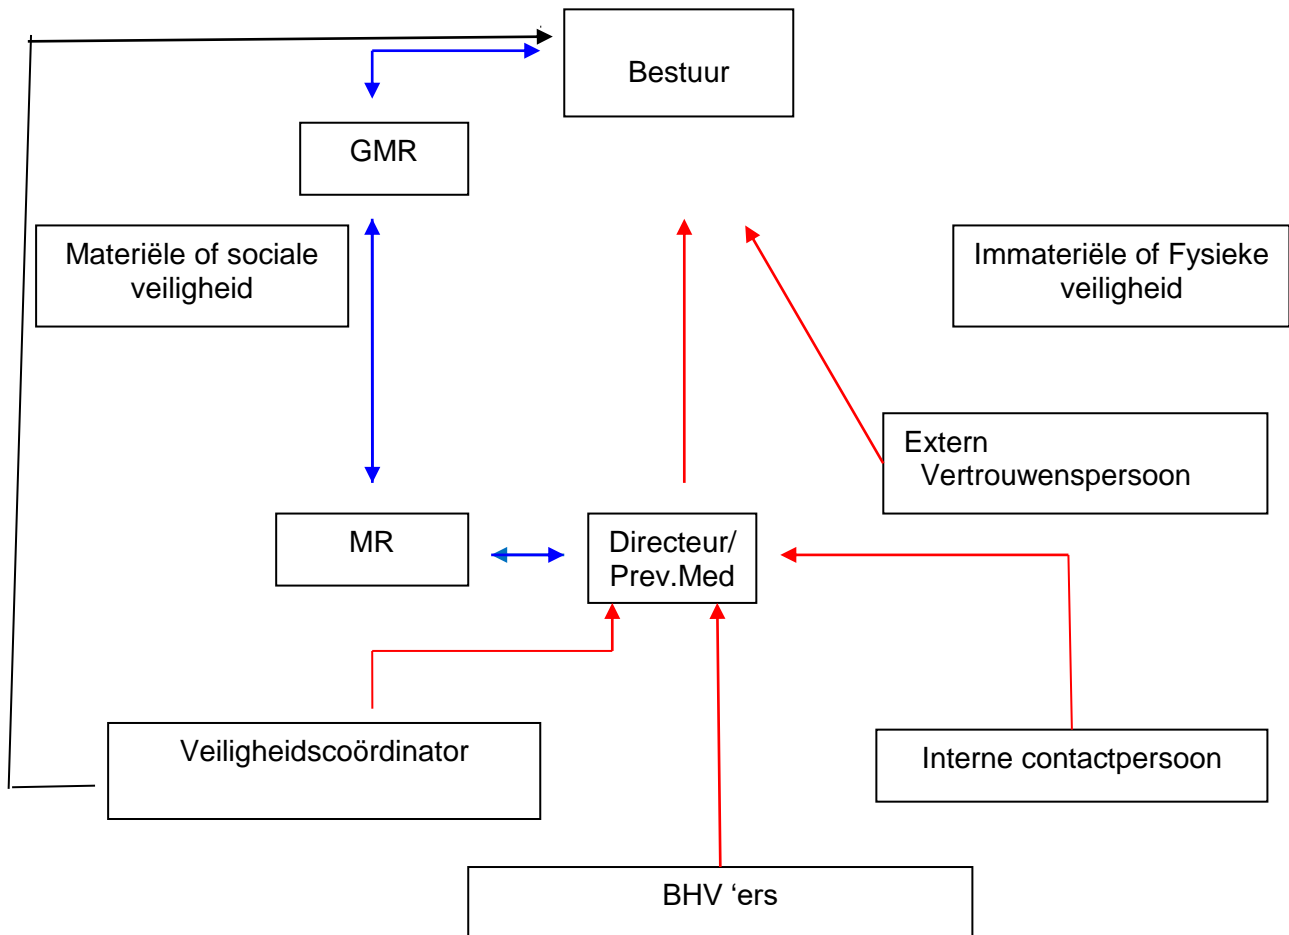 Bestuur
GMR
Materiële of sociale
veiligheid
Immateriële of Fysieke
veiligheid
Extern
Vertrouwenspersoon
MR
Directeur/
Prev.Med
Veiligheidscoördinator
Interne contactpersoon
BHV ‘ers